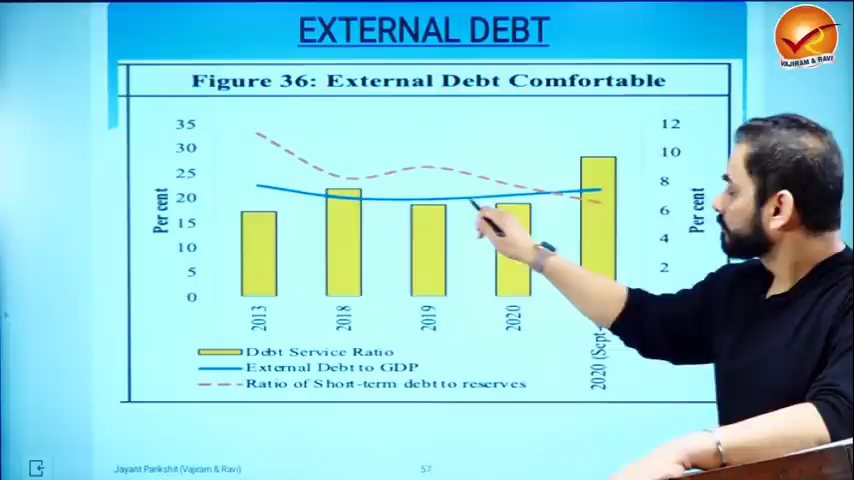 EXTERNAL DEBT
VAJIRAM & RAVI
Figure 36: External Debt Comfortable
35
30
25
20
15
10
5
0
Per cent
12
10
8
6
4
2
Per cent
2013
2018
2019
2020
2020 (Sept-
Debt Service Ratio
External Debt to GDP
Ratio of Short-term debt to reserves
Jayant Parikshit (Vajiram & Ravi)
57